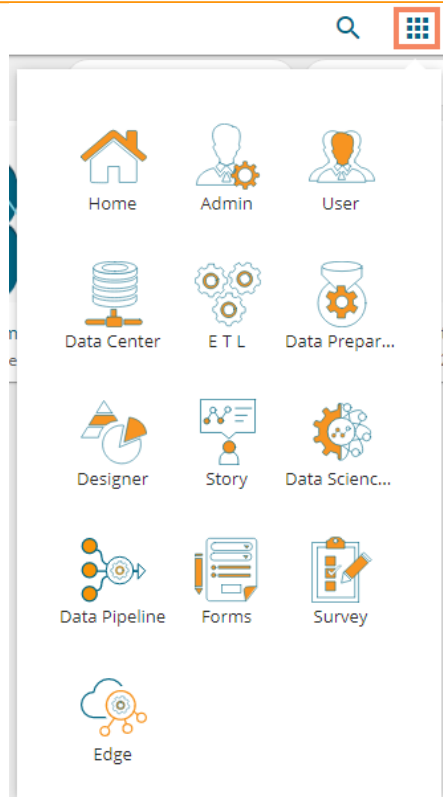 Home Admin User
Data Center E T L Data Prepar...
Designer Story Data Scienc...
Data Pipeline Forms Survey
Edge